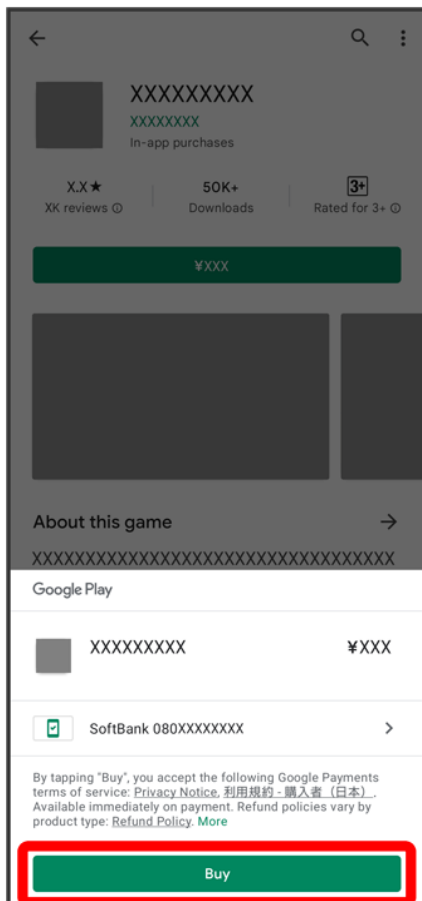 XXXXXXXXX
XXXXXXXX
In-app purchases
X.X★ 50K+ 3+
XK reviews ⓘ Downloads Rated for 3+ ⓘ
¥XXX
About this game
XXXXXXXXXXXXXXXXXXXXXXXXXXXXXXXXXX
Google Play
XXXXXXXXX ¥XXX
SoftBank 080XXXXXXXX
By tapping "Buy", you accept the following Google Payments
terms of service: Privacy Notice, 利用規約 - 購入者（日本）.
Available immediately on payment. Refund policies vary by
product type: Refund Policy. More
Buy